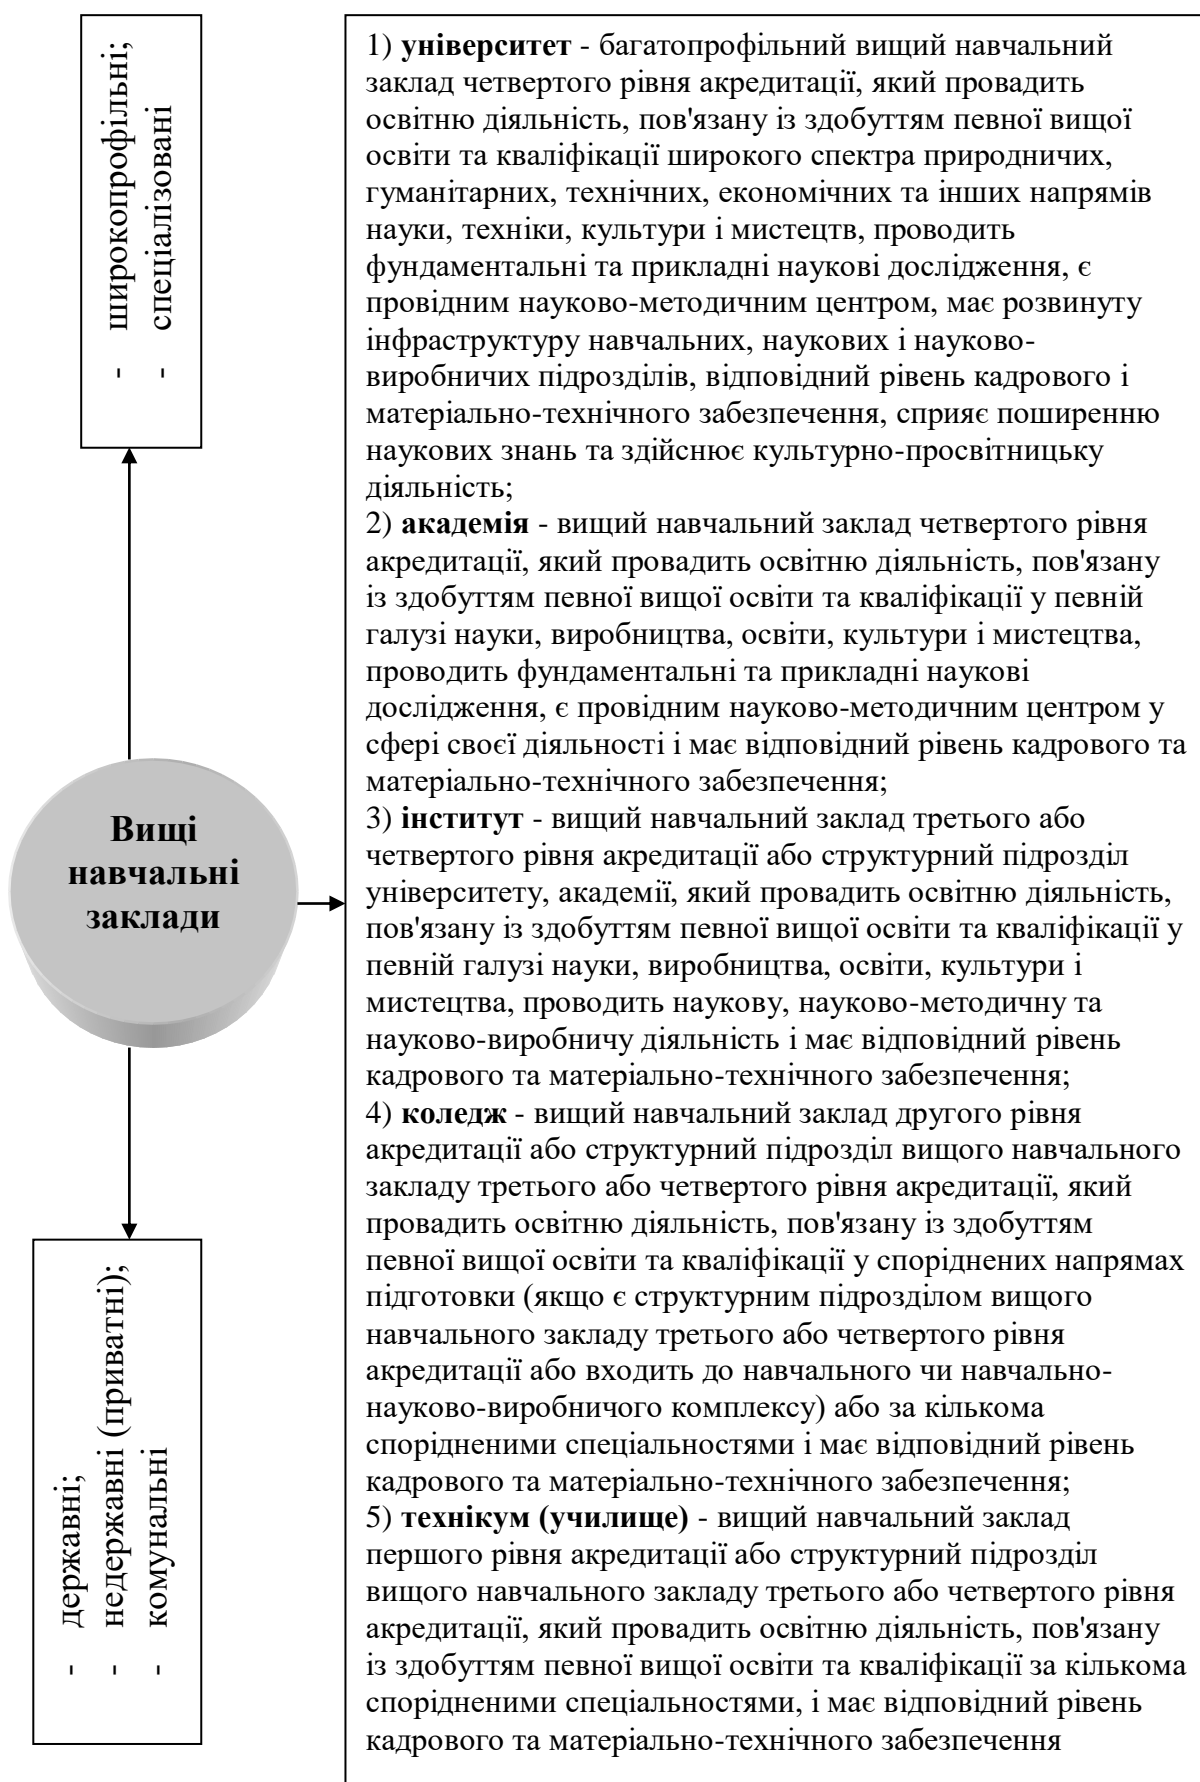 - широкопрофільні;
- спеціалізовані
Вищі
навчальні
заклади
- державні;
- недержавні (приватні);
- комунальні
1) університет - багатопрофільний вищий навчальний
заклад четвертого рівня акредитації, який провадить
освітню діяльність, пов'язану із здобуттям певної вищої
освіти та кваліфікації широкого спектра природничих,
гуманітарних, технічних, економічних та інших напрямів
науки, техніки, культури і мистецтв, проводить
фундаментальні та прикладні наукові дослідження, є
провідним науково-методичним центром, має розвинуту
інфраструктуру навчальних, наукових і науково-
виробничих підрозділів, відповідний рівень кадрового і
матеріально-технічного забезпечення, сприяє поширенню
наукових знань та здійснює культурно-просвітницьку
діяльність;
2) академія - вищий навчальний заклад четвертого рівня
акредитації, який провадить освітню діяльність, пов'язану
із здобуттям певної вищої освіти та кваліфікації у певній
галузі науки, виробництва, освіти, культури і мистецтва,
проводить фундаментальні та прикладні наукові
дослідження, є провідним науково-методичним центром у
сфері своєї діяльності і має відповідний рівень кадрового та
матеріально-технічного забезпечення;
3) інститут - вищий навчальний заклад третього або
четвертого рівня акредитації або структурний підрозділ
університету, академії, який провадить освітню діяльність,
пов'язану із здобуттям певної вищої освіти та кваліфікації у
певній галузі науки, виробництва, освіти, культури і
мистецтва, проводить наукову, науково-методичну та
науково-виробничу діяльність і має відповідний рівень
кадрового та матеріально-технічного забезпечення;
4) коледж - вищий навчальний заклад другого рівня
акредитації або структурний підрозділ вищого навчального
закладу третього або четвертого рівня акредитації, який
провадить освітню діяльність, пов'язану із здобуттям
певної вищої освіти та кваліфікації у споріднених напрямах
підготовки (якщо є структурним підрозділом вищого
навчального закладу третього або четвертого рівня
акредитації або входить до навчального чи навчально-
науково-виробничого комплексу) або за кількома
спорідненими спеціальностями і має відповідний рівень
кадрового та матеріально-технічного забезпечення;
5) технікум (училище) - вищий навчальний заклад
першого рівня акредитації або структурний підрозділ
вищого навчального закладу третього або четвертого рівня
акредитації, який провадить освітню діяльність, пов'язану
із здобуттям певної вищої освіти та кваліфікації за кількома
спорідненими спеціальностями, і має відповідний рівень
кадрового та матеріально-технічного забезпечення